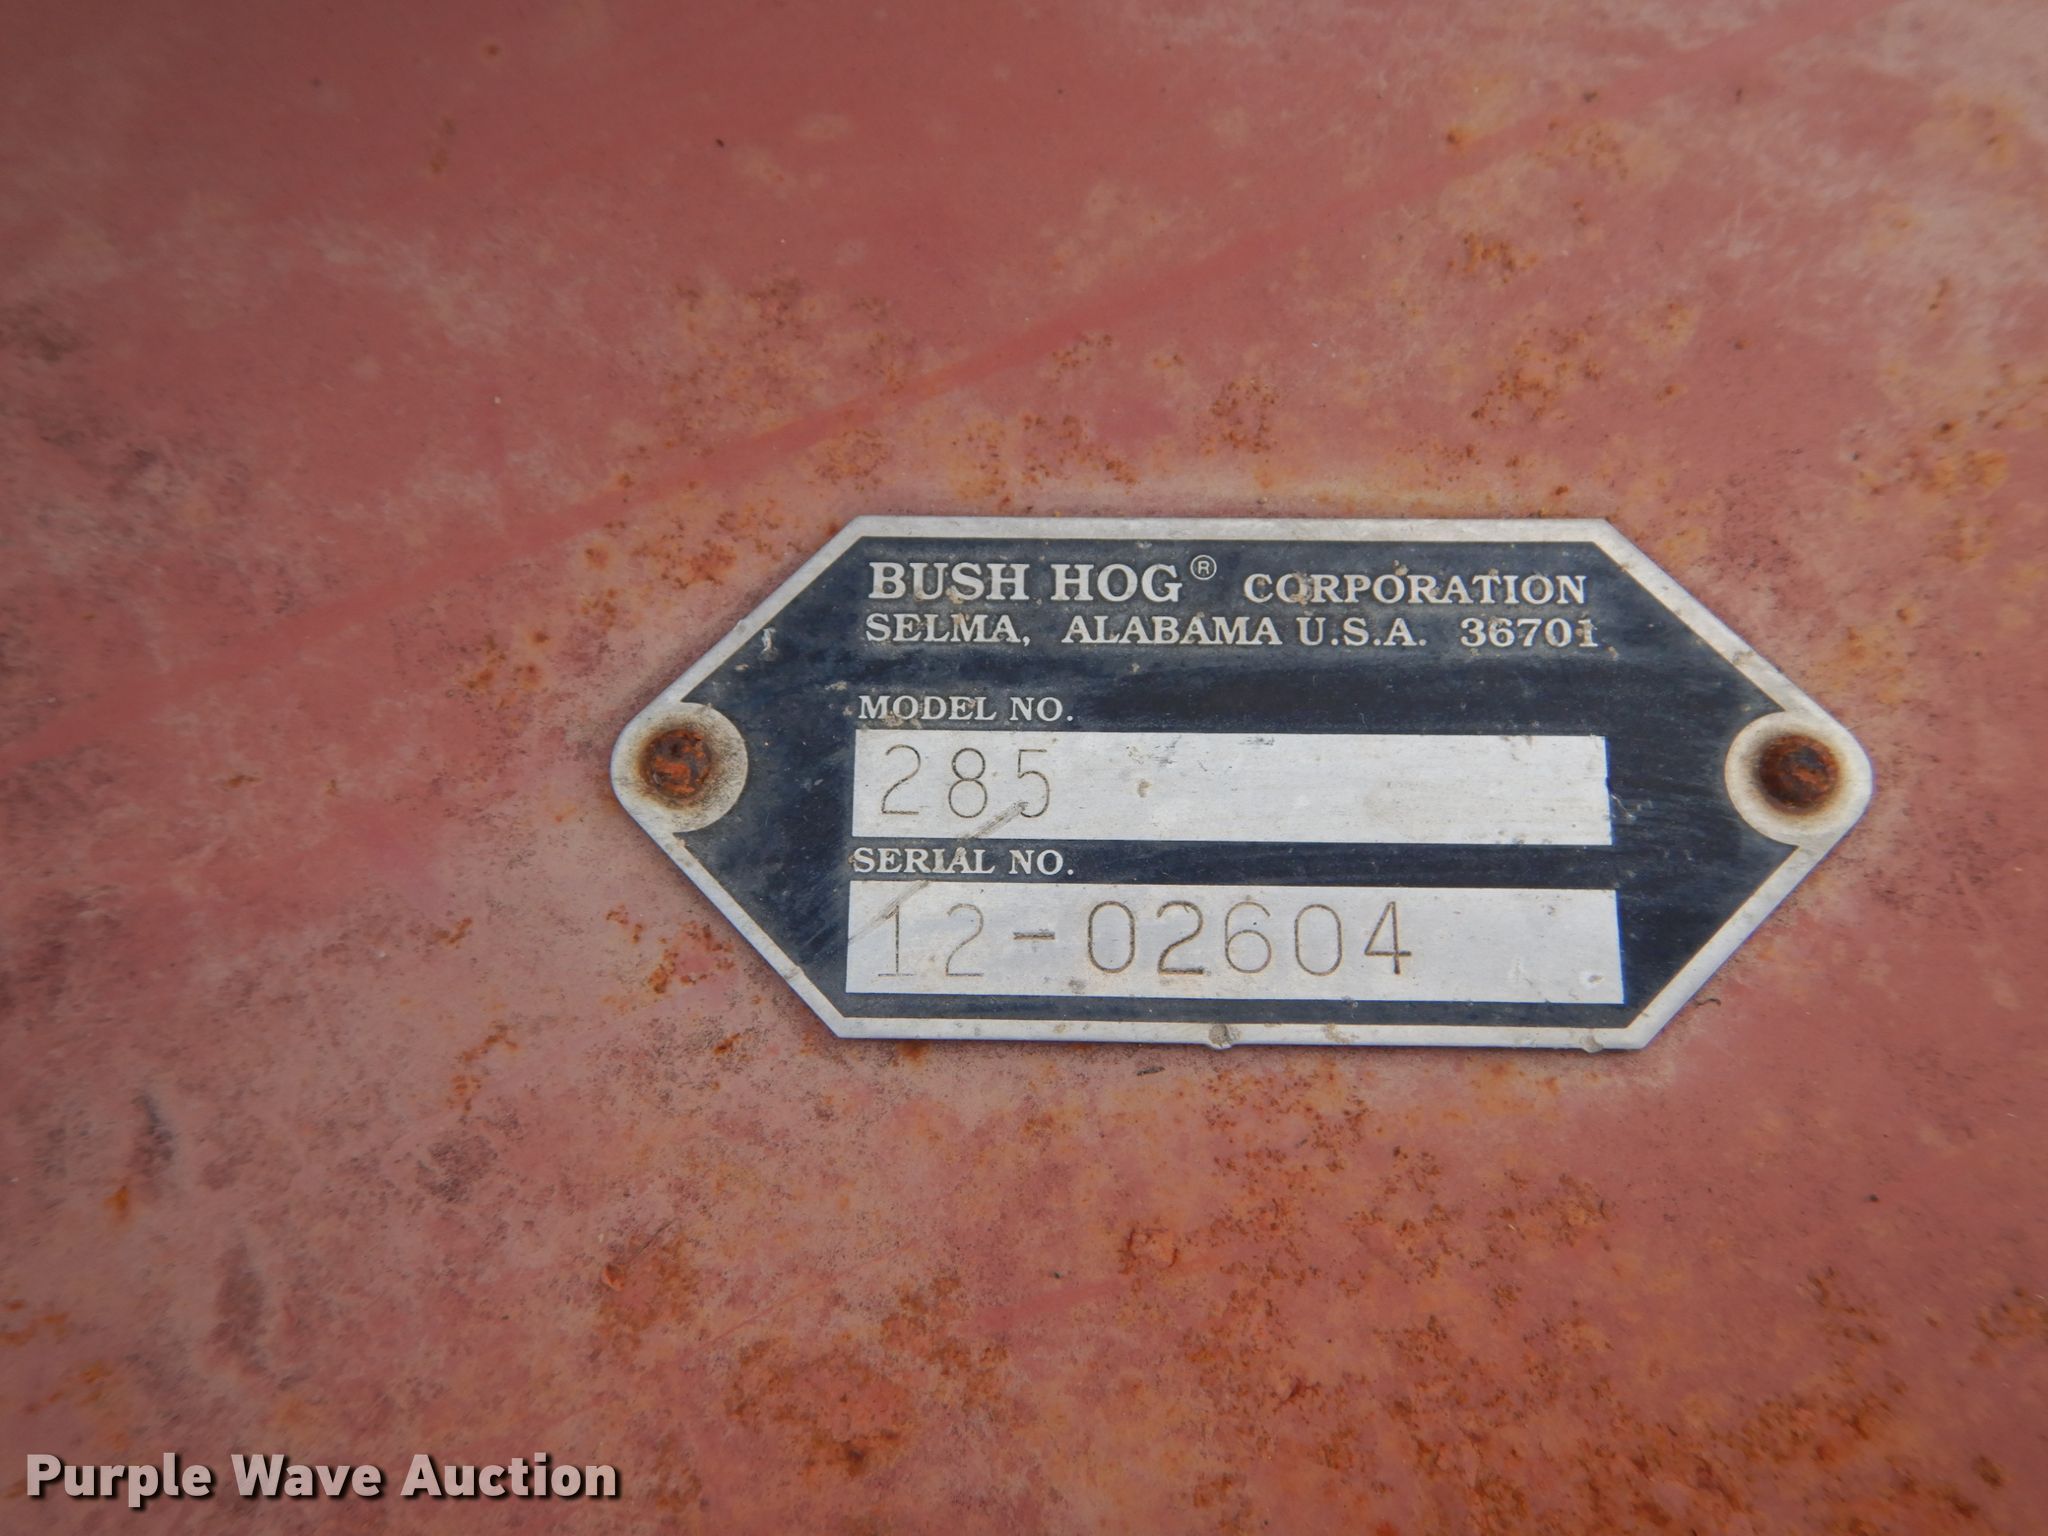 BUSH HOG® CORPORATION
SELMA, ALABAMA U.S.A. 36701
MODEL NO.
285
SERIAL NO.
12-02604
Purple Wave Auction